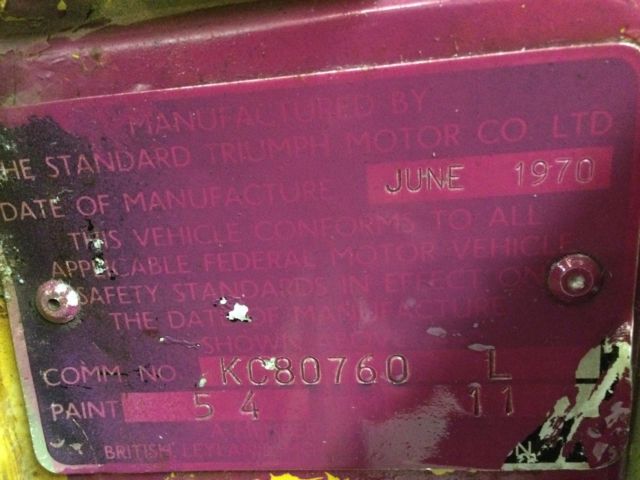 MANUFACTURED BY
HE STANDARD TRIUMPH MOTOR CO. LTD
DATE OF MANUFACTURE JUNE 1970
THIS VEHICLE CONFORMS TO ALL
APPLICABLE FEDERAL MOTOR VEHICLE
SAFETY STANDARDS IN EFFECT ON
THE DATE OF MANUFACTURE
SHOWN
COMM. NO. KC80760 L
PAINT 54 11
BRITISH LEYLAND